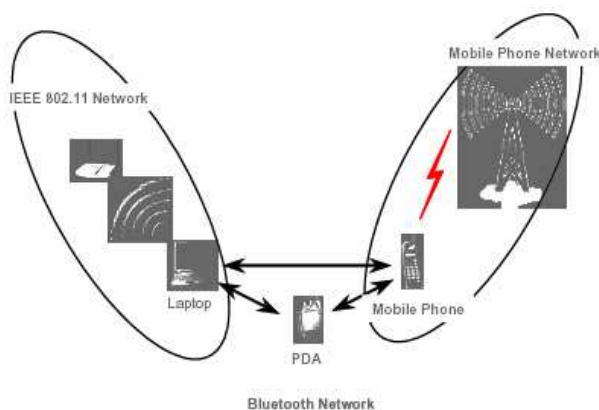 Mobile Phone Network
IEEE 802.11 Network
Laptop
Mobile Phone
PDA
Bluetooth Network